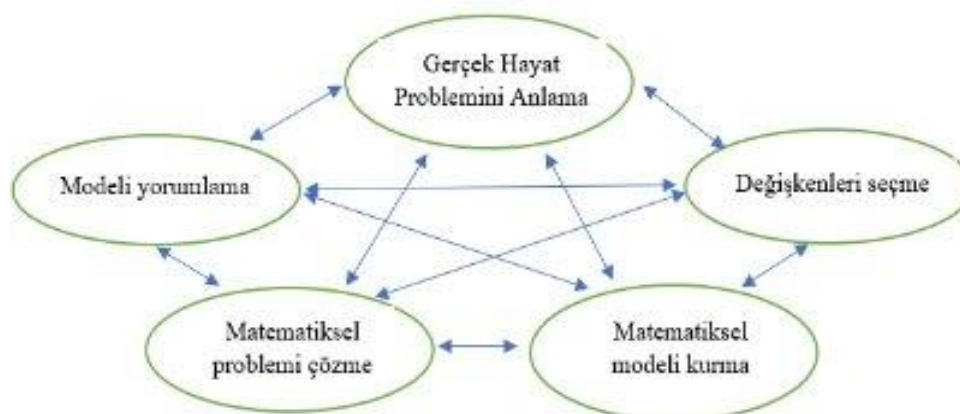 Gerçek Hayat
Problemini Anlama
Modeli yorumlama
Değişkenleri seçme
Matematiksel
problemi çözme
Matematiksel
modeli kurma